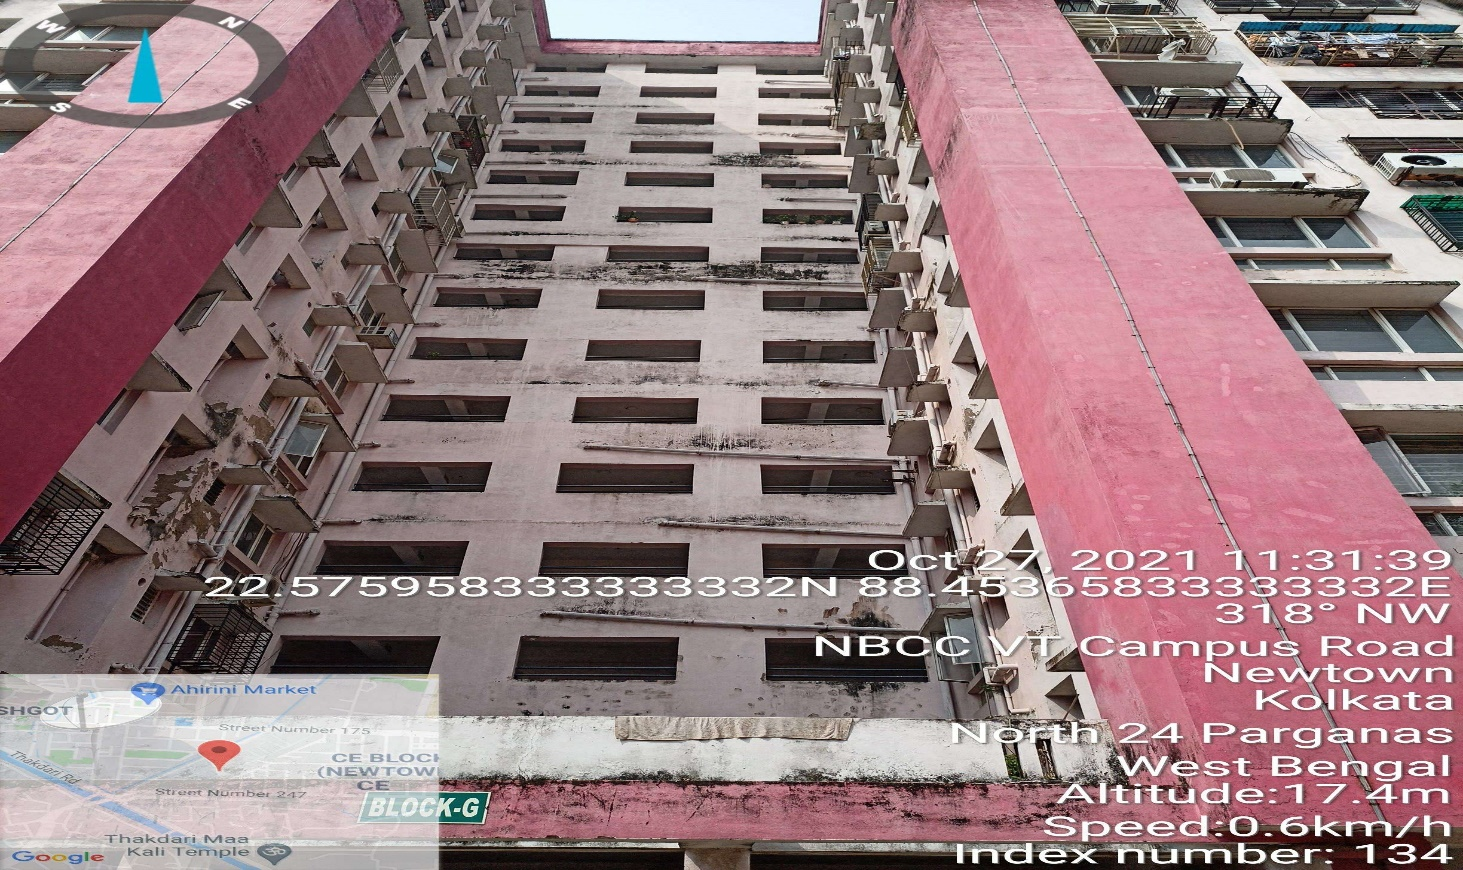 W N
S E
Oct 27, 2021 11:31:39
22.575958333333332N 88.45365833333332E
318° NW
NBCC VT Campus Road
Newtown
Kolkata
North 24 Parganas
West Bengal
Altitude:17.4m
Speed:0.6km/h
Index number: 134
Ahirini Market
SHGOT
Street Number 175
CE BLOCK
(NEWTOW
CE
Thakdari Rd
Street Number 247
BLOCK-G
Thakdari Maa
Kali Temple
Google